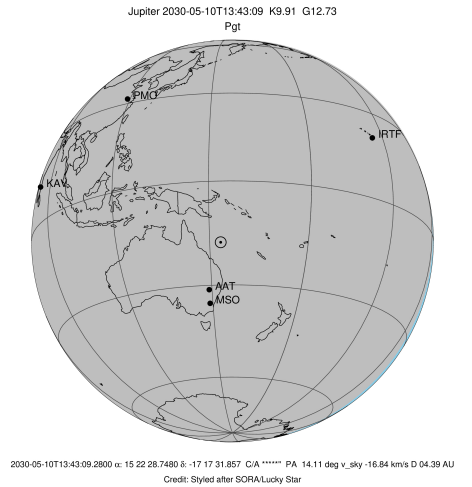 Jupiter 2030-05-10T13:43:09 K9.91 G12.73
Pgt
PMO
IRTF
KAV
AAT
MSO
2030-05-10T13:43:09.2800 α: 15 22 28.7480 δ: -17 17 31.857 C/A *****" PA 14.11 deg v_sky -16.84 km/s D 04.39 AU
Credit: Styled after SORA/Lucky Star